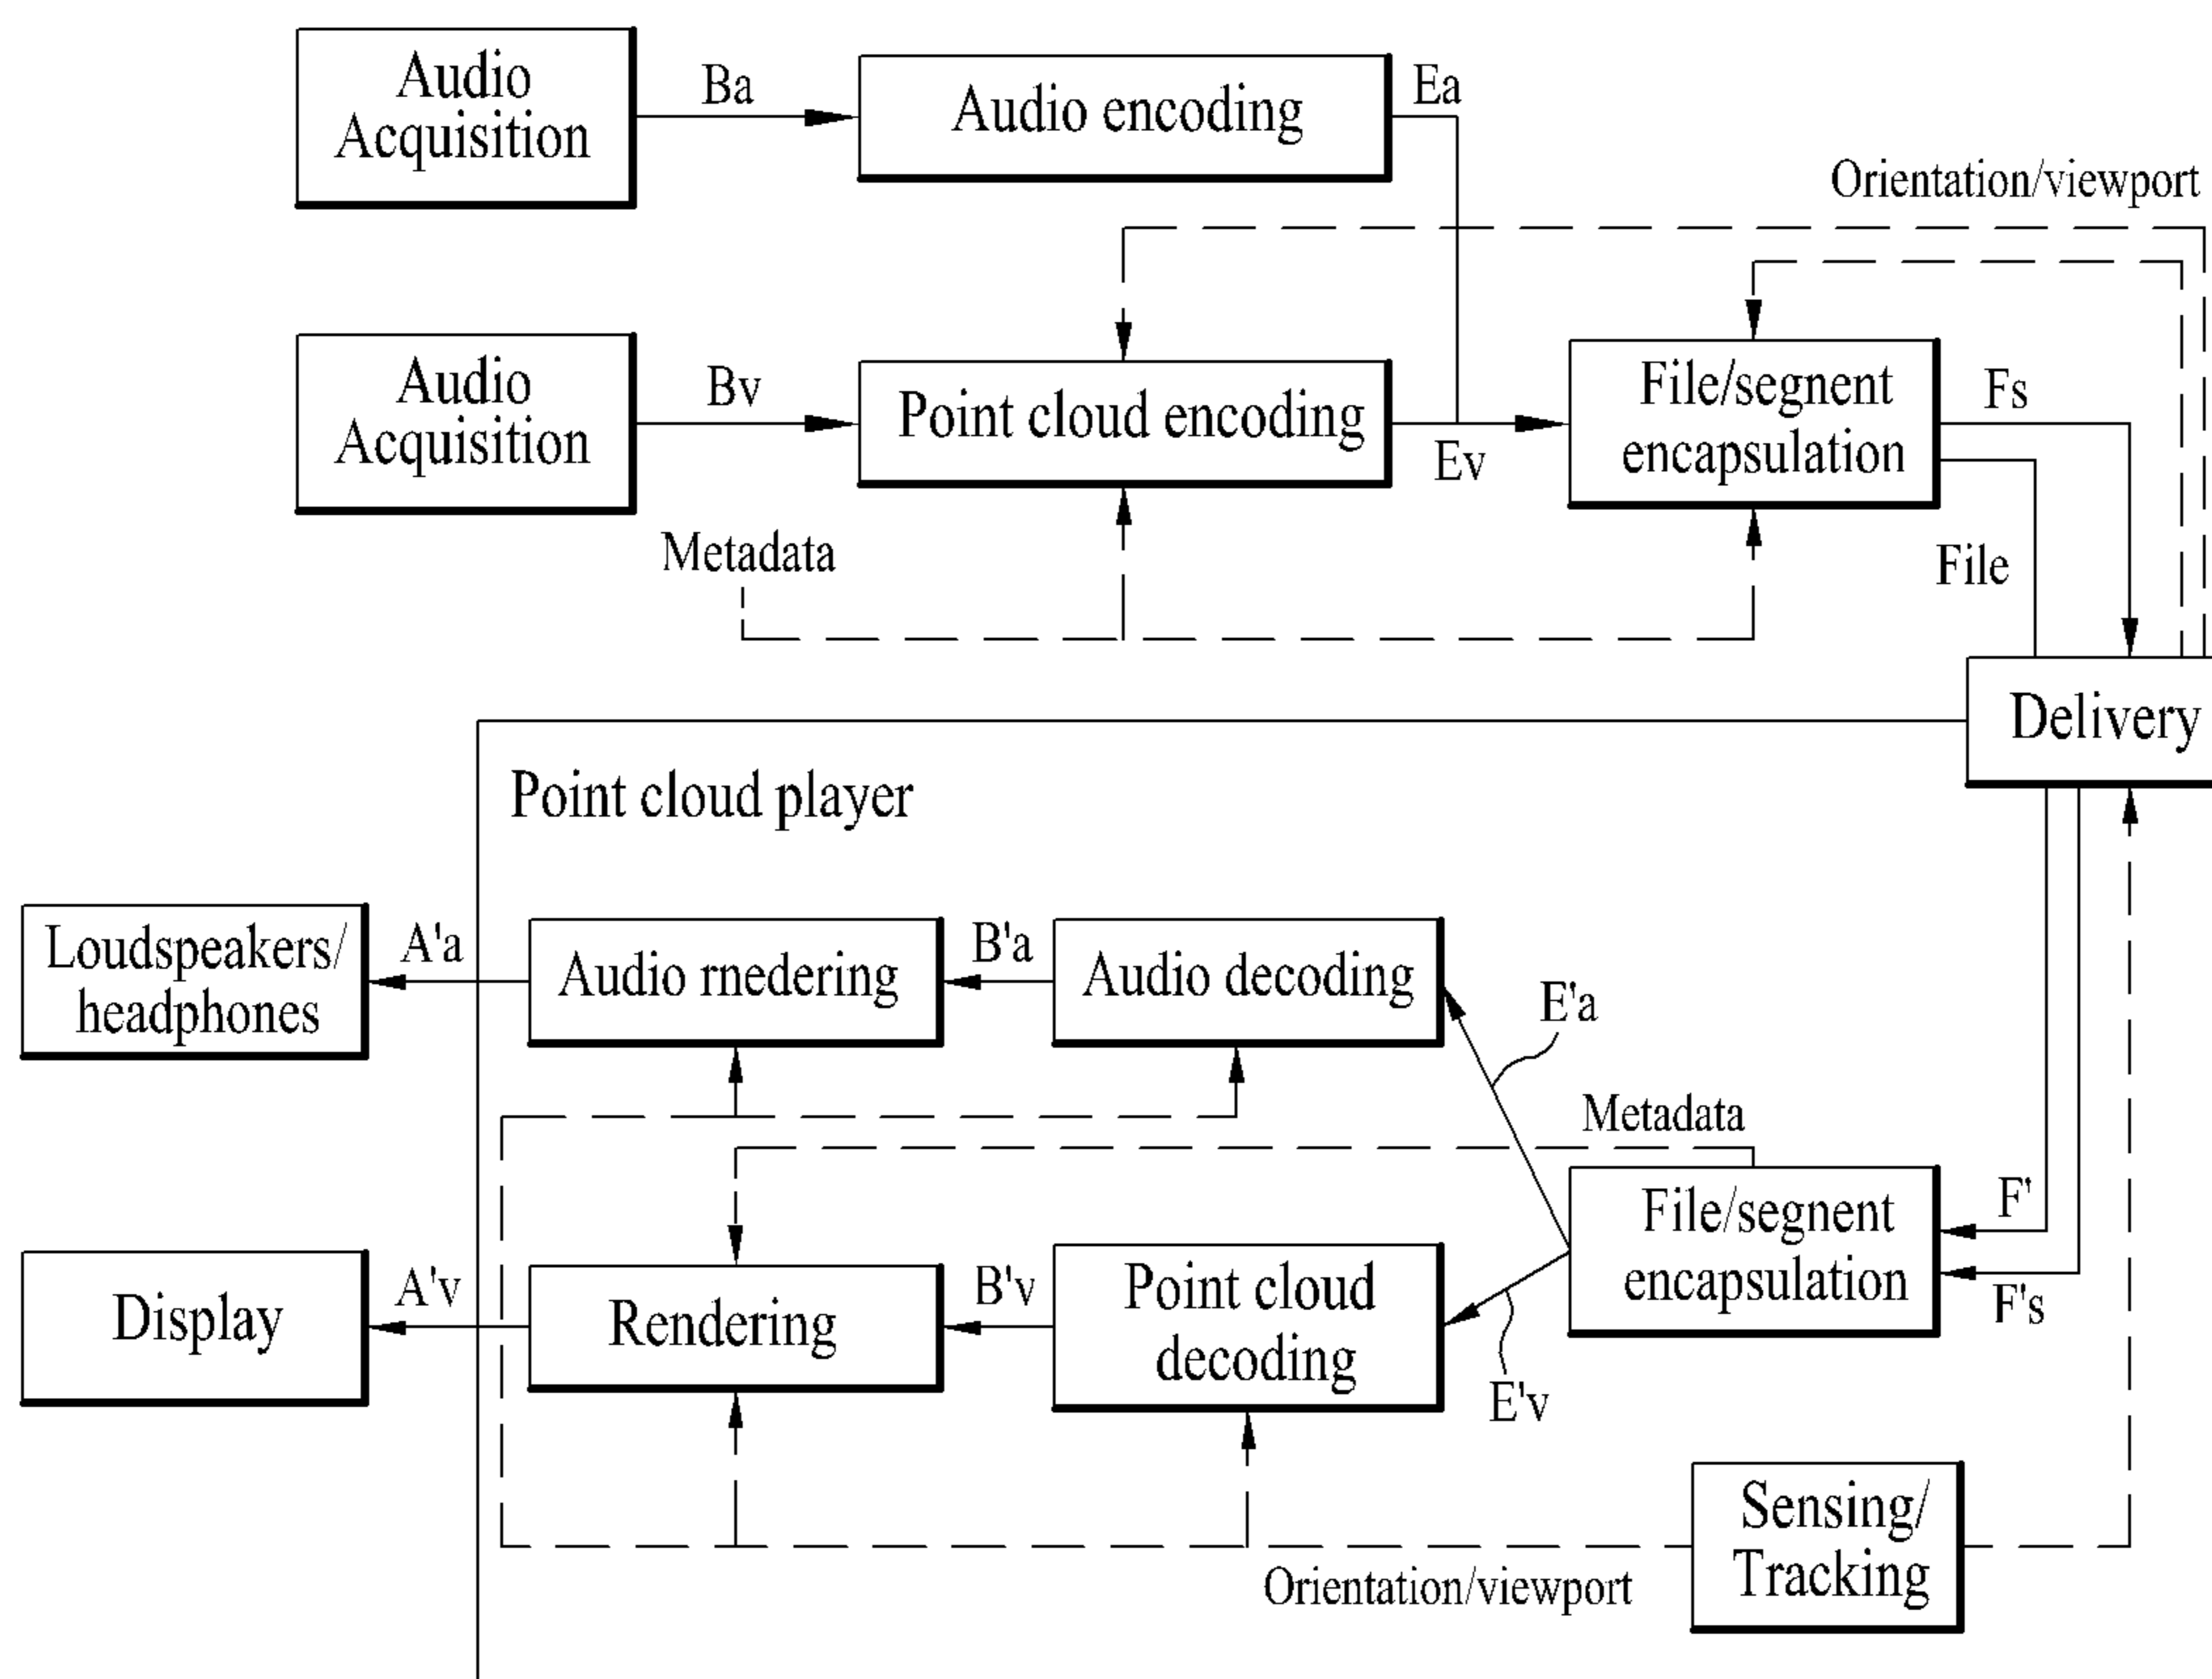 Audio
Acquisition
Ba
Audio encoding
Ea
Orientation/viewport
Audio
Acquisition
Bv
Point cloud encoding
Ev
File/segnent
encapsulation
Fs
File
Metadata
Delivery
Point cloud player
Loudspeakers/
headphones
A'a
Audio rnedering
B'a
Audio decoding
E'a
Metadata
File/segnent
encapsulation
F'
F's
Display
A'v
Rendering
B'v
Point cloud
decoding
E'v
Sensing/
Tracking
Orientation/viewport